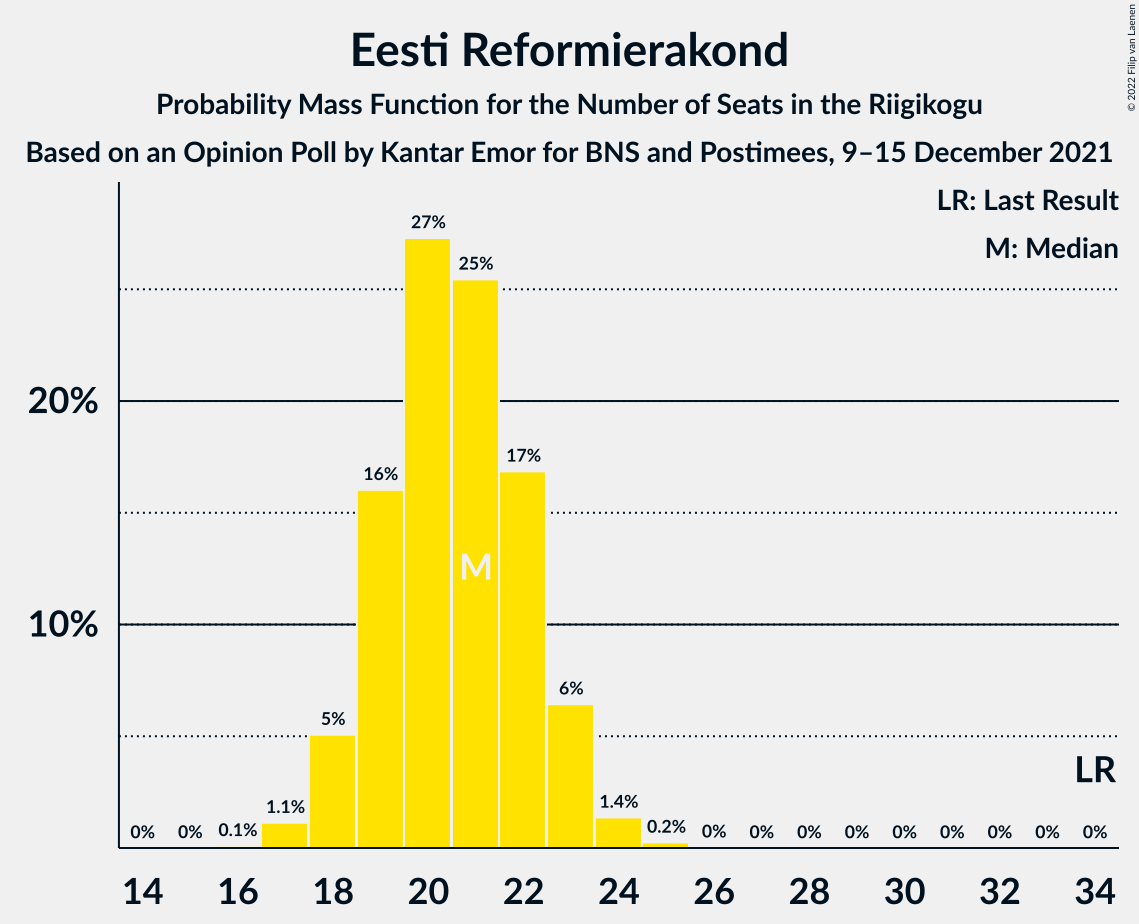 Eesti Reformierakond
Probability Mass Function for the Number of Seats in the Riigikogu
Based on an Opinion Poll by Kantar Emor for BNS and Postimees, 9–15 December 2021
© 2022 Filip van Laenen
LR: Last Result
M: Median
27%
25%
20%
17%
16%
M
10%
6%
5%
LR
1.1%
1.4%
0% 0% 0.1% 0.2% 0% 0% 0% 0% 0% 0% 0% 0% 0%
14 16 18 20 22 24 26 28 30 32 34